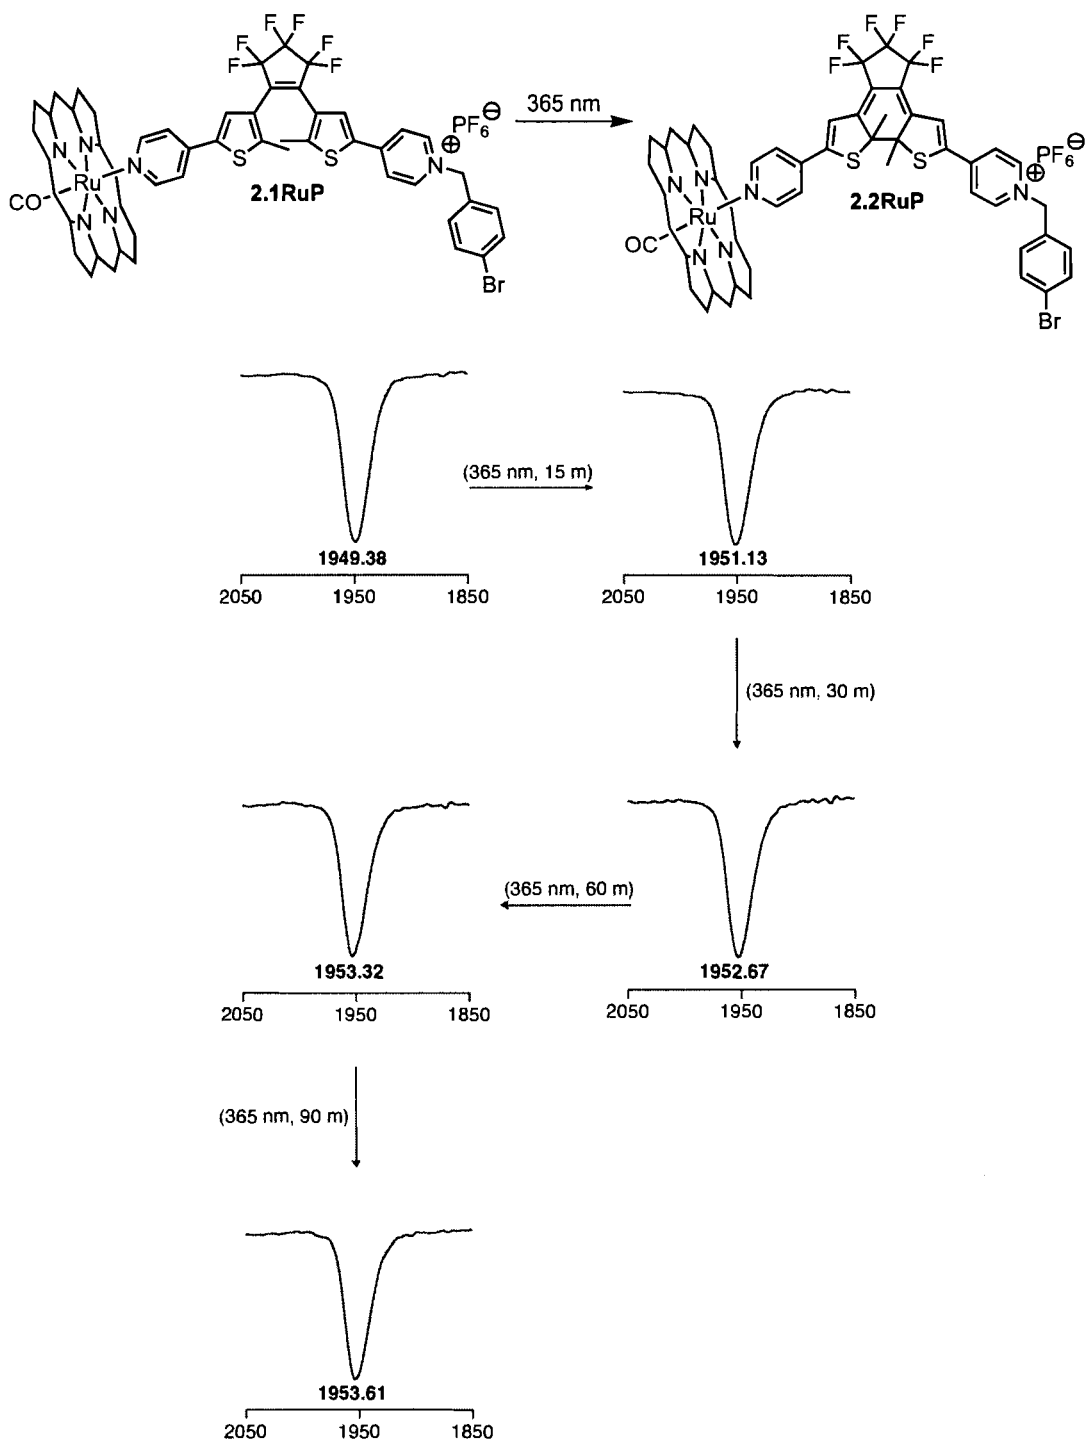 F F F F
F F F F
F F
F F
365 nm
PF6 ⊖
PF6 ⊖
⊕
⊕
N
N
N
N
Ru
N
N
N
S
S
N
CO
2.1RuP
Br
N
N
N
N
Ru
N
N
S
S
N
OC
2.2RuP
Br
(365 nm, 15 m)
1949.38
1951.13
2050 1950 1850
2050 1950 1850
(365 nm, 30 m)
(365 nm, 60 m)
1953.32
1952.67
2050 1950 1850
2050 1950 1850
(365 nm, 90 m)
1953.61
2050 1950 1850